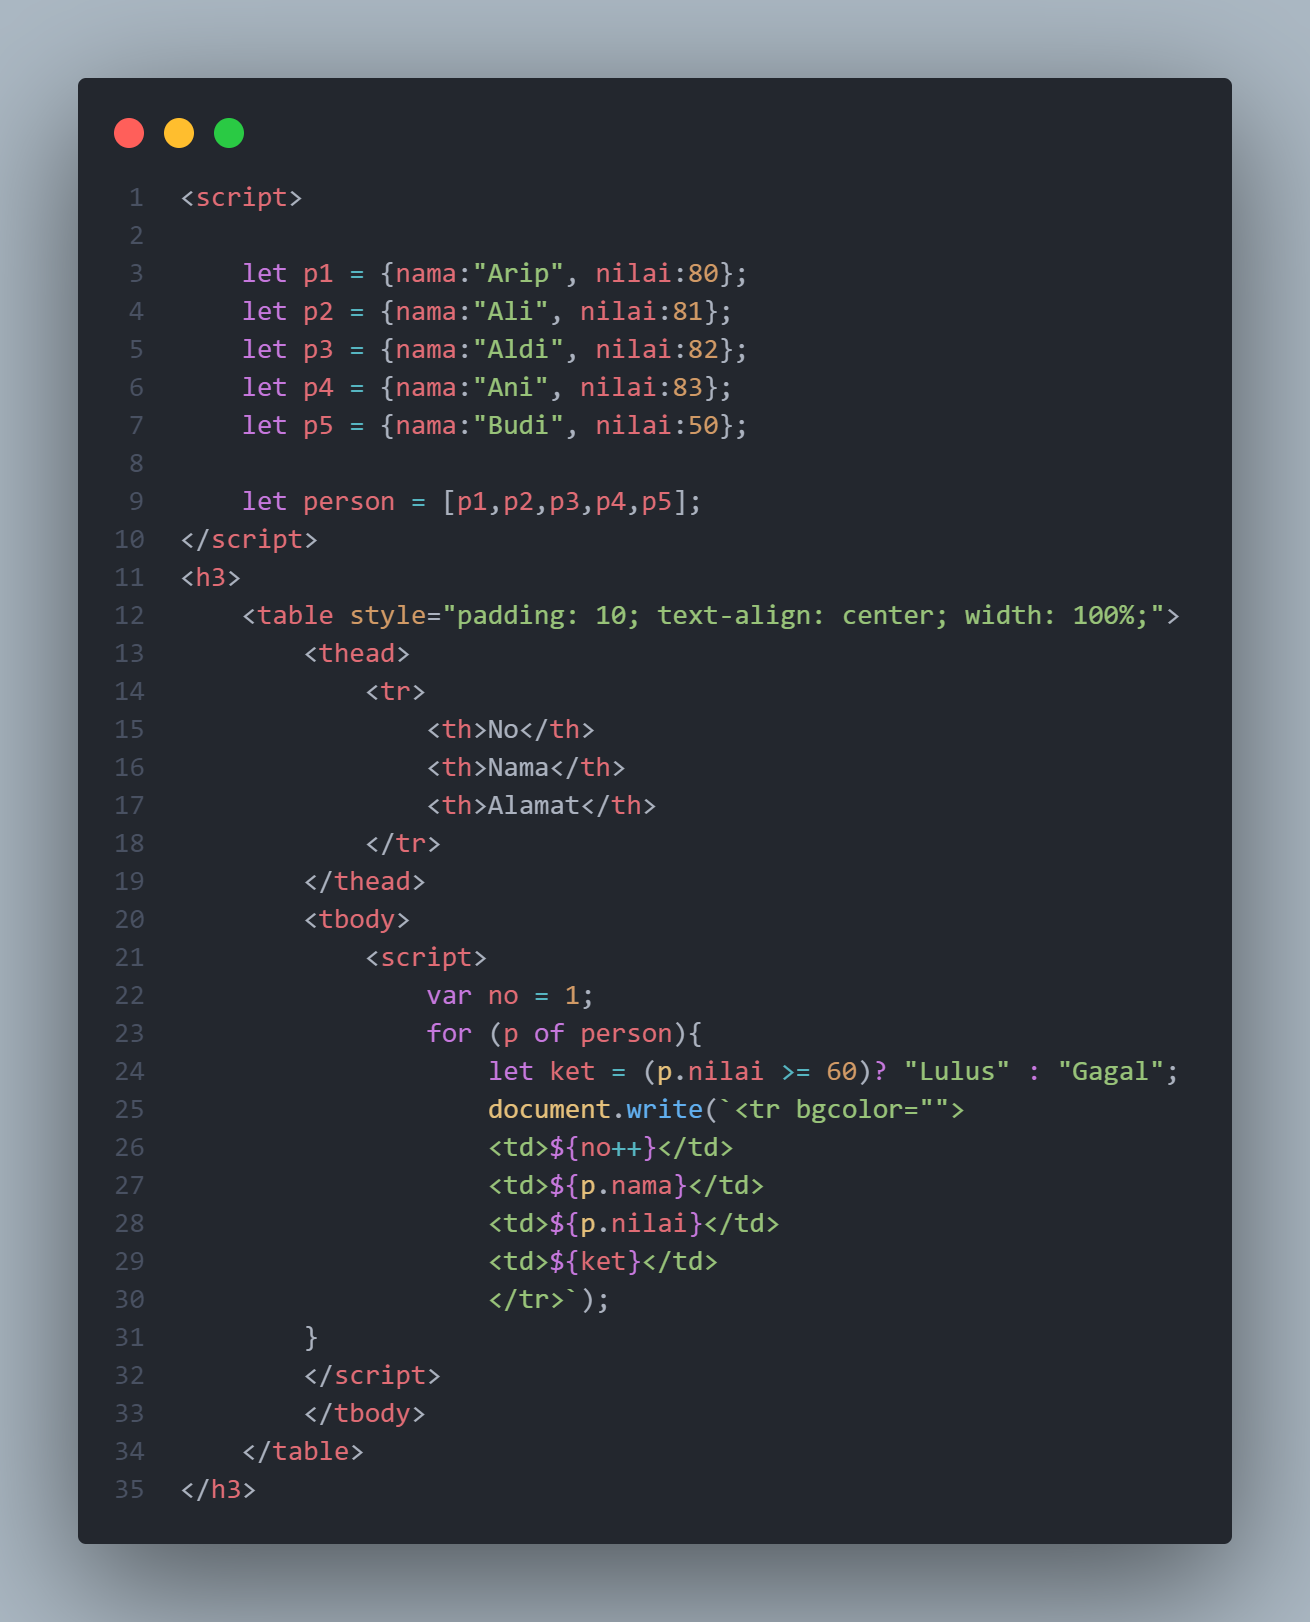 1 <script>
2
3     let p1 = {nama:"Arip", nilai:80};
4     let p2 = {nama:"Ali", nilai:81};
5     let p3 = {nama:"Aldi", nilai:82};
6     let p4 = {nama:"Ani", nilai:83};
7     let p5 = {nama:"Budi", nilai:50};
8
9     let person = [p1,p2,p3,p4,p5];
10 </script>
11 <h3>
12     <table style="padding: 10; text-align: center; width: 100%;">
13         <thead>
14             <tr>
15                 <th>No</th>
16                 <th>Nama</th>
17                 <th>Alamat</th>
18             </tr>
19         </thead>
20         <tbody>
21             <script>
22                 var no = 1;
23                 for (p of person){
24                     let ket = (p.nilai >= 60)? "Lulus" : "Gagal";
25                     document.write(`<tr bgcolor="">
26                     <td>${no++}</td>
27                     <td>${p.nama}</td>
28                     <td>${p.nilai}</td>
29                     <td>${ket}</td>
30                     </tr>`);
31         }
32         </script>
33         </tbody>
34     </table>
35 </h3>